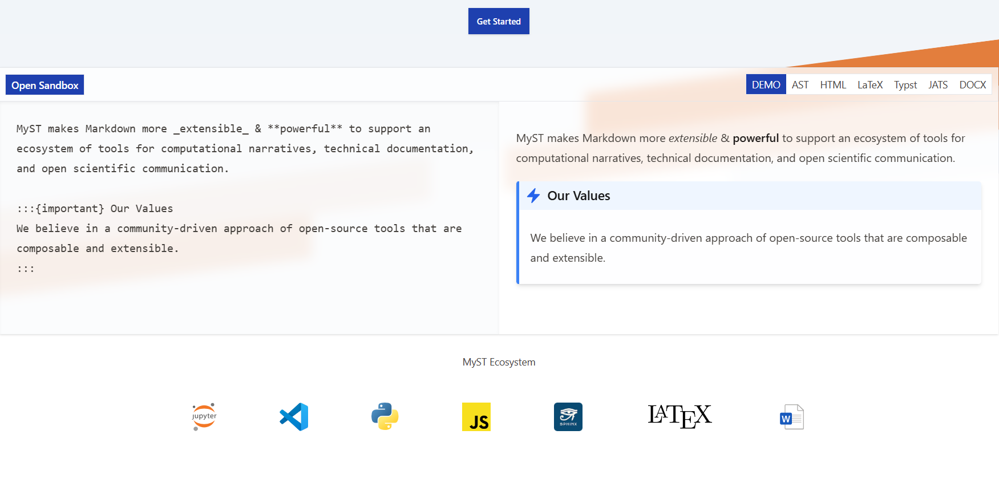 Get Started
Open Sandbox
DEMO AST HTML LaTeX Typst JATS DOCX
MyST makes Markdown more _extensible_ & **powerful** to support an
ecosystem of tools for computational narratives, technical documentation,
and open scientific communication.
:::{important} Our Values
We believe in a community-driven approach of open-source tools that are
composable and extensible.
:::
MyST makes Markdown more extensible & powerful to support an ecosystem of tools for
computational narratives, technical documentation, and open scientific communication.
Our Values
We believe in a community-driven approach of open-source tools that are composable
and extensible.
MyST Ecosystem
jupyter
JS
SPHINX
LATEX
W